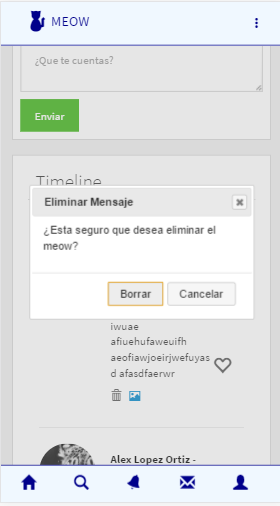 MEOW
¿Que te cuentas?
Enviar
Timeline
Eliminar Mensaje
¿Esta seguro que desea eliminar el
meow?
Borrar Cancelar
iwuae
afiuehufaweuifh
aeofiawjoeirjwefuyas
d afasdfaerwr
Alex Lopez Ortiz -